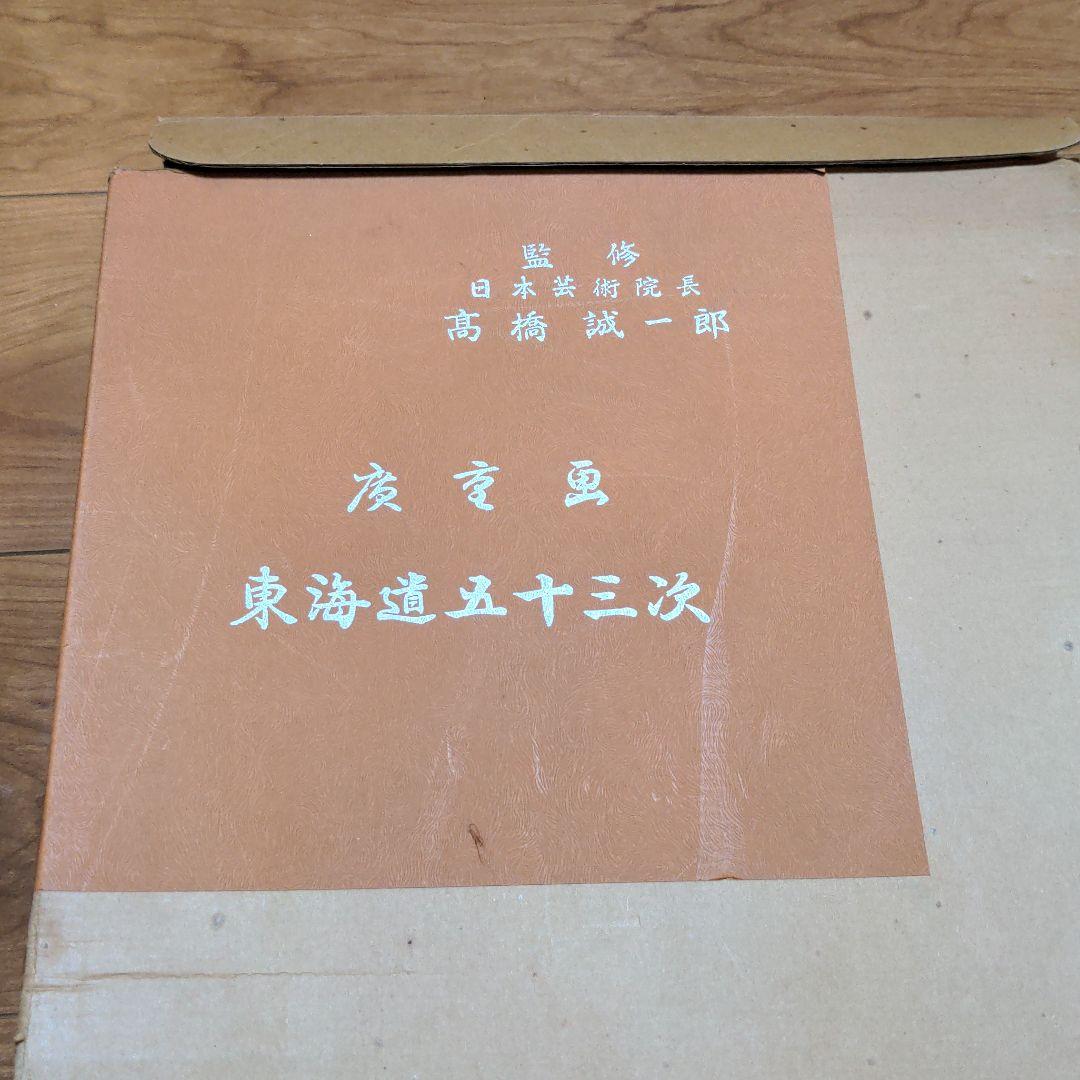 監修
日本芸術院長
髙橋誠一郎
廣重画
東海道五十三次